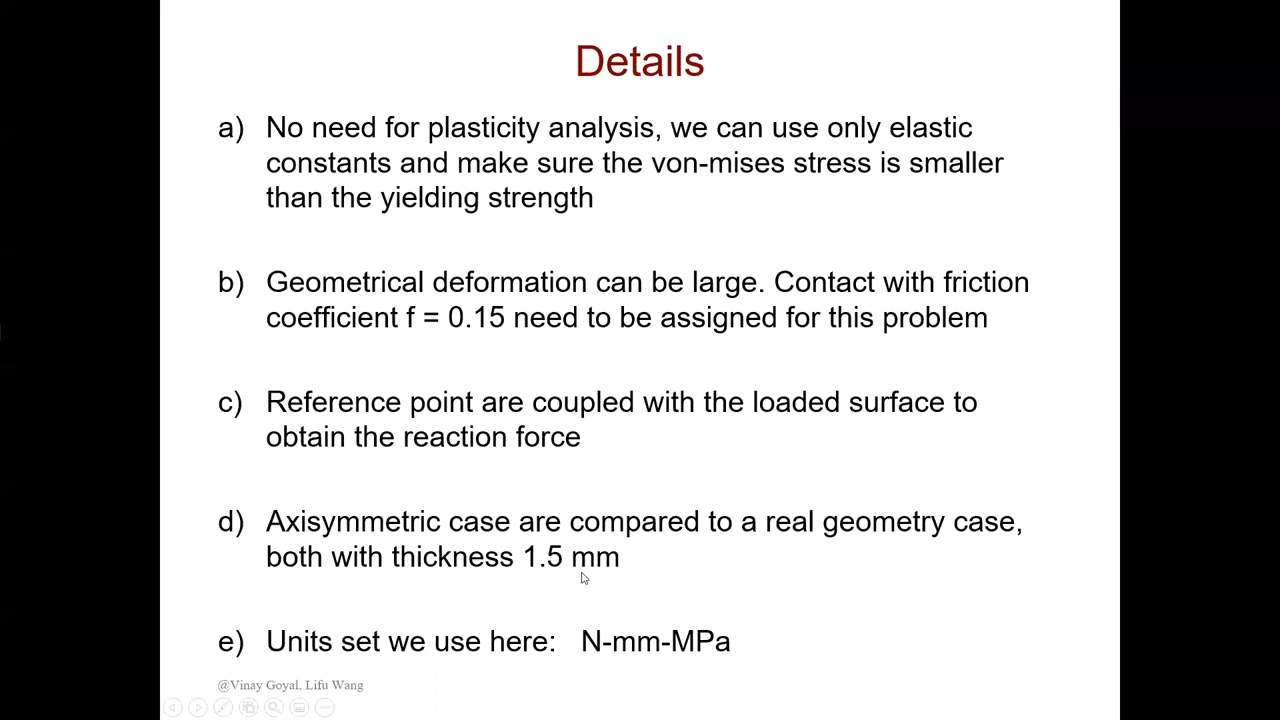 Details
a) No need for plasticity analysis, we can use only elastic
constants and make sure the von-mises stress is smaller
than the yielding strength
b) Geometrical deformation can be large. Contact with friction
coefficient f = 0.15 need to be assigned for this problem
c) Reference point are coupled with the loaded surface to
obtain the reaction force
d) Axisymmetric case are compared to a real geometry case,
both with thickness 1.5 mm
e) Units set we use here: N-mm-MPa
@Vinay Goyal, Lifu Wang